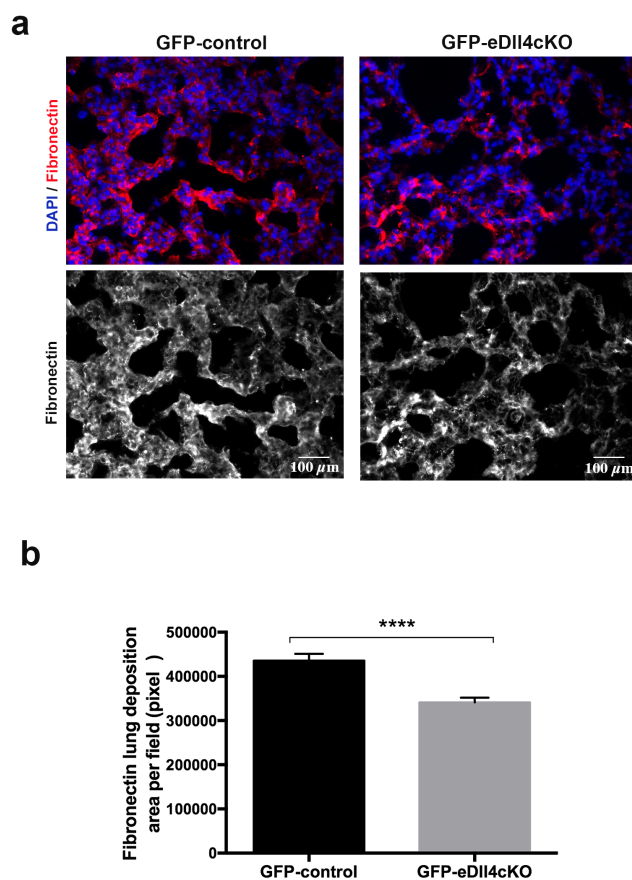 a
GFP-control
GFP-eDll4cKO
DAPI / Fibronectin
Fibronectin
100 µm
100 µm
b
****
Fibronectin lung deposition
area per field (pixel )
500000
400000
300000
200000
100000
0
GFP-control
GFP-eDll4cKO